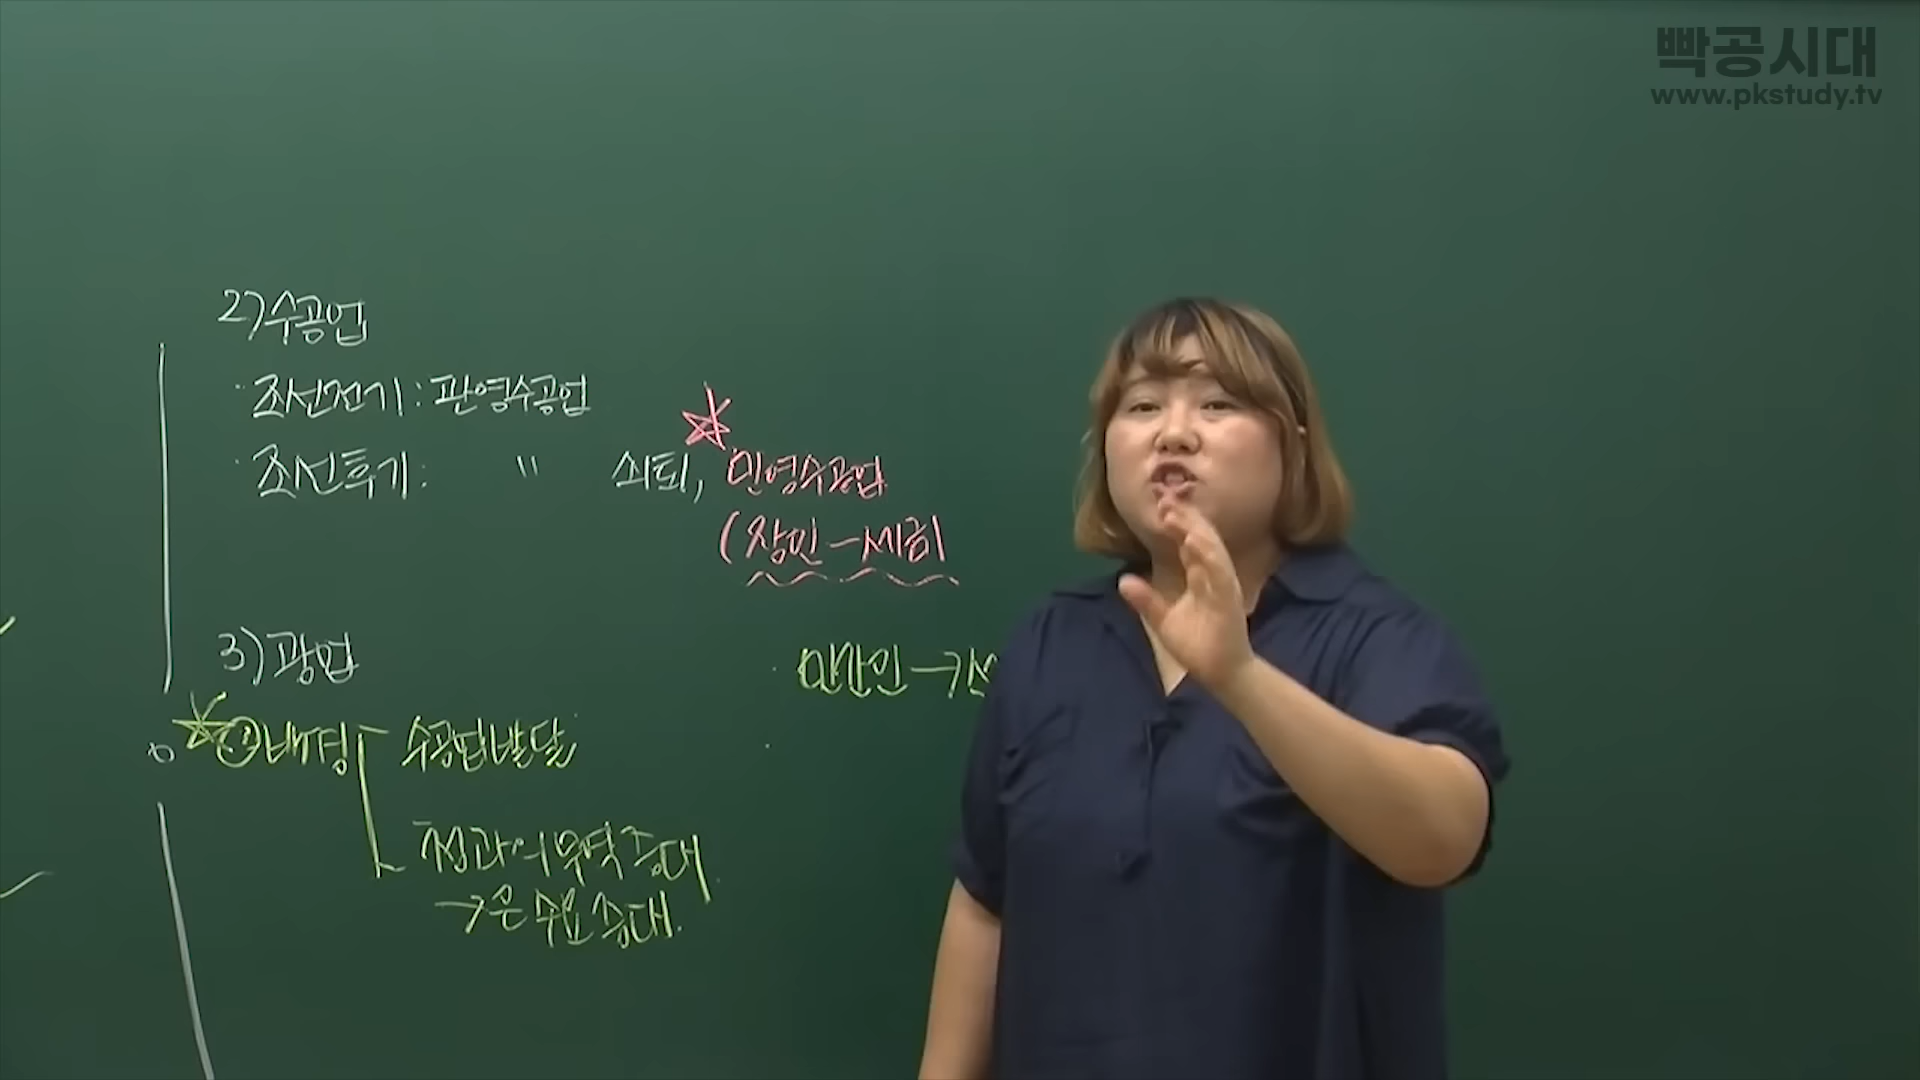 빡공시대
www.pkstudy.tv
2) 수공업
· 조선전기 : 관영수공업
· 조선후기 : " 쇠퇴, 민영수공업
(장인 - 세금)
3) 광업
· 민간인 →
① 배경 수공업발달
청과의 무역 증대
→ 은 수요 증대.